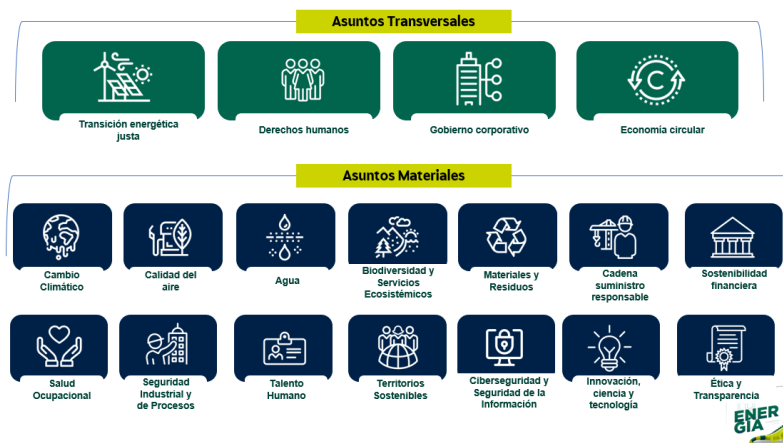 Asuntos Transversales
Transición energética
justa
Derechos humanos
Gobierno corporativo
C
Economía circular
Asuntos Materiales
Cambio
Climático
Calidad del
aire
Agua
Biodiversidad y
Servicios
Ecosistémicos
Materiales y
Residuos
Cadena
suministro
responsable
Sostenibilidad
financiera
Salud
Ocupacional
Seguridad
Industrial y
de Procesos
Talento
Humano
Territorios
Sostenibles
Ciberseguridad y
Seguridad de la
Información
Innovación,
ciencia y
tecnología
Ética y
Transparencia
ENER
GÍA